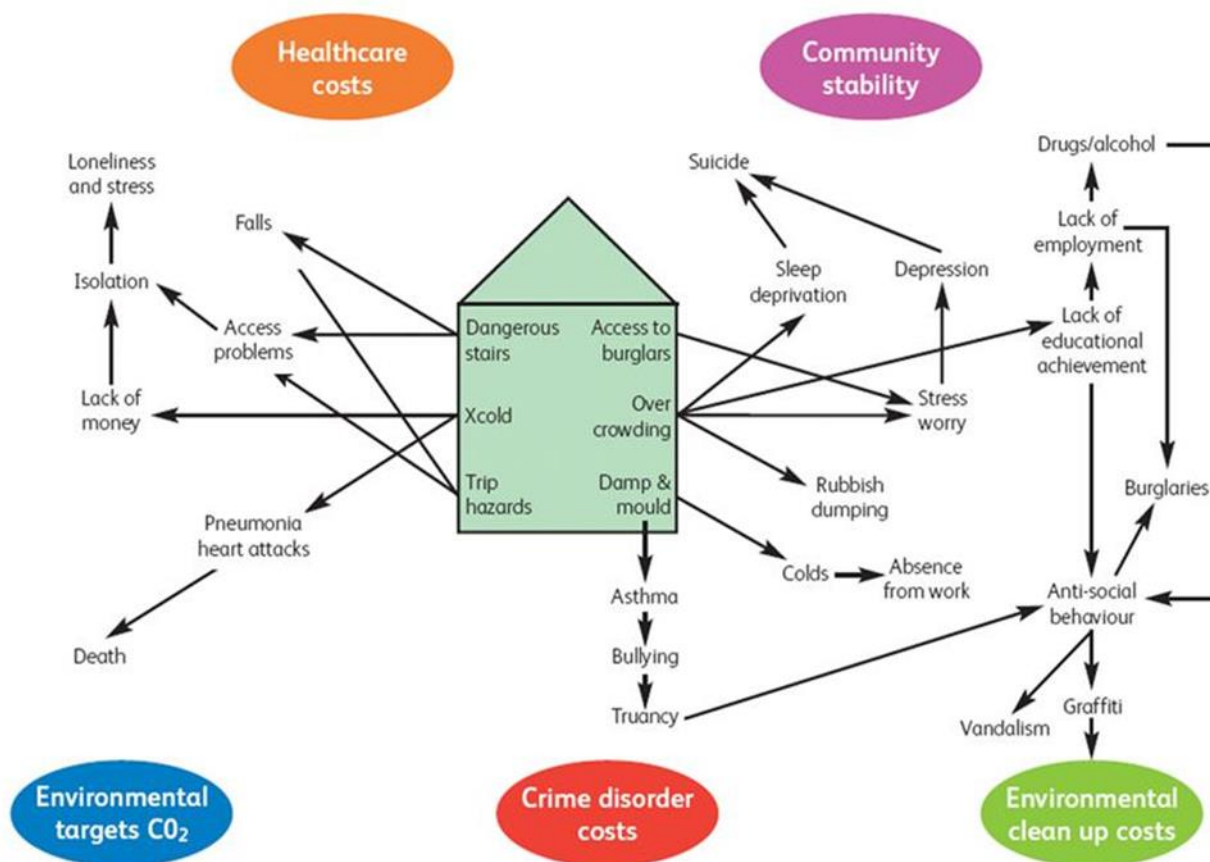 Healthcare
costs
Community
stability
Loneliness
and stress
Falls
Isolation
Access
problems
Lack of
money
Pneumonia
heart attacks
Death
Dangerous
stairs
Xcold
Trip
hazards
Access to
burglars
Over
crowding
Damp &
mould
Suicide
Sleep
deprivation
Depression
Stress
worry
Rubbish
dumping
Colds
Absence
from work
Asthma
Bullying
Truancy
Drugs/alcohol
Lack of
employment
Lack of
educational
achievement
Burglaries
Anti-social
behaviour
Vandalism
Graffiti
Environmental
targets C0₂
Crime disorder
costs
Environmental
clean up costs